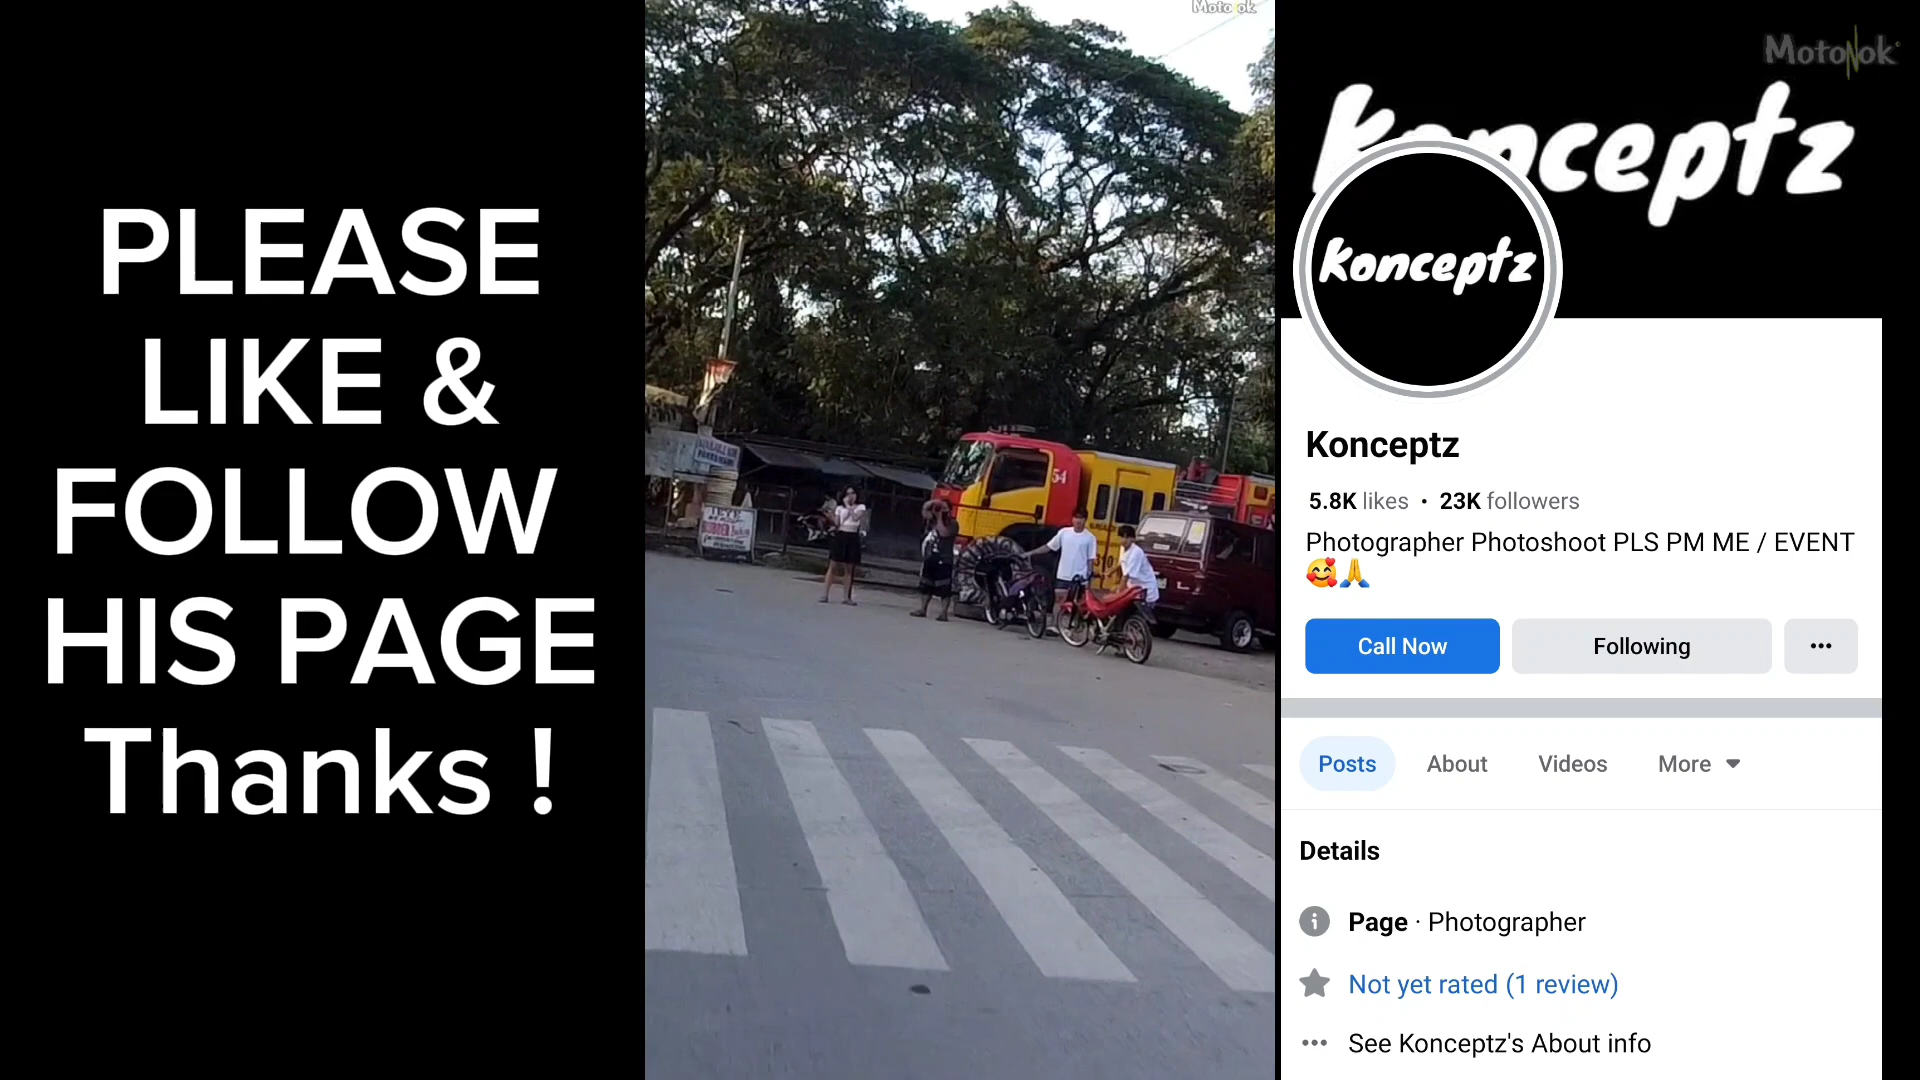 PLEASE
LIKE &
FOLLOW
HIS PAGE
Thanks !
54
MotoNok
Konceptz
Konceptz
Konceptz
5.8K likes • 23K followers
Photographer Photoshoot PLS PM ME / EVENT
🥰🙏
Call Now
Following
•••
Posts
About
Videos
More
Details
Page · Photographer
Not yet rated (1 review)
••• See Konceptz's About info